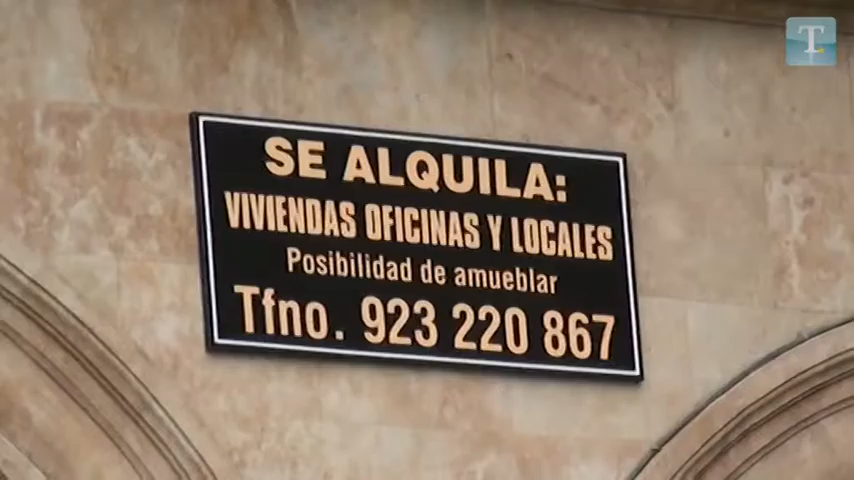 T
SE ALQUILA:
VIVIENDAS OFICINAS Y LOCALES
Posibilidad de amueblar
Tfno. 923 220 867